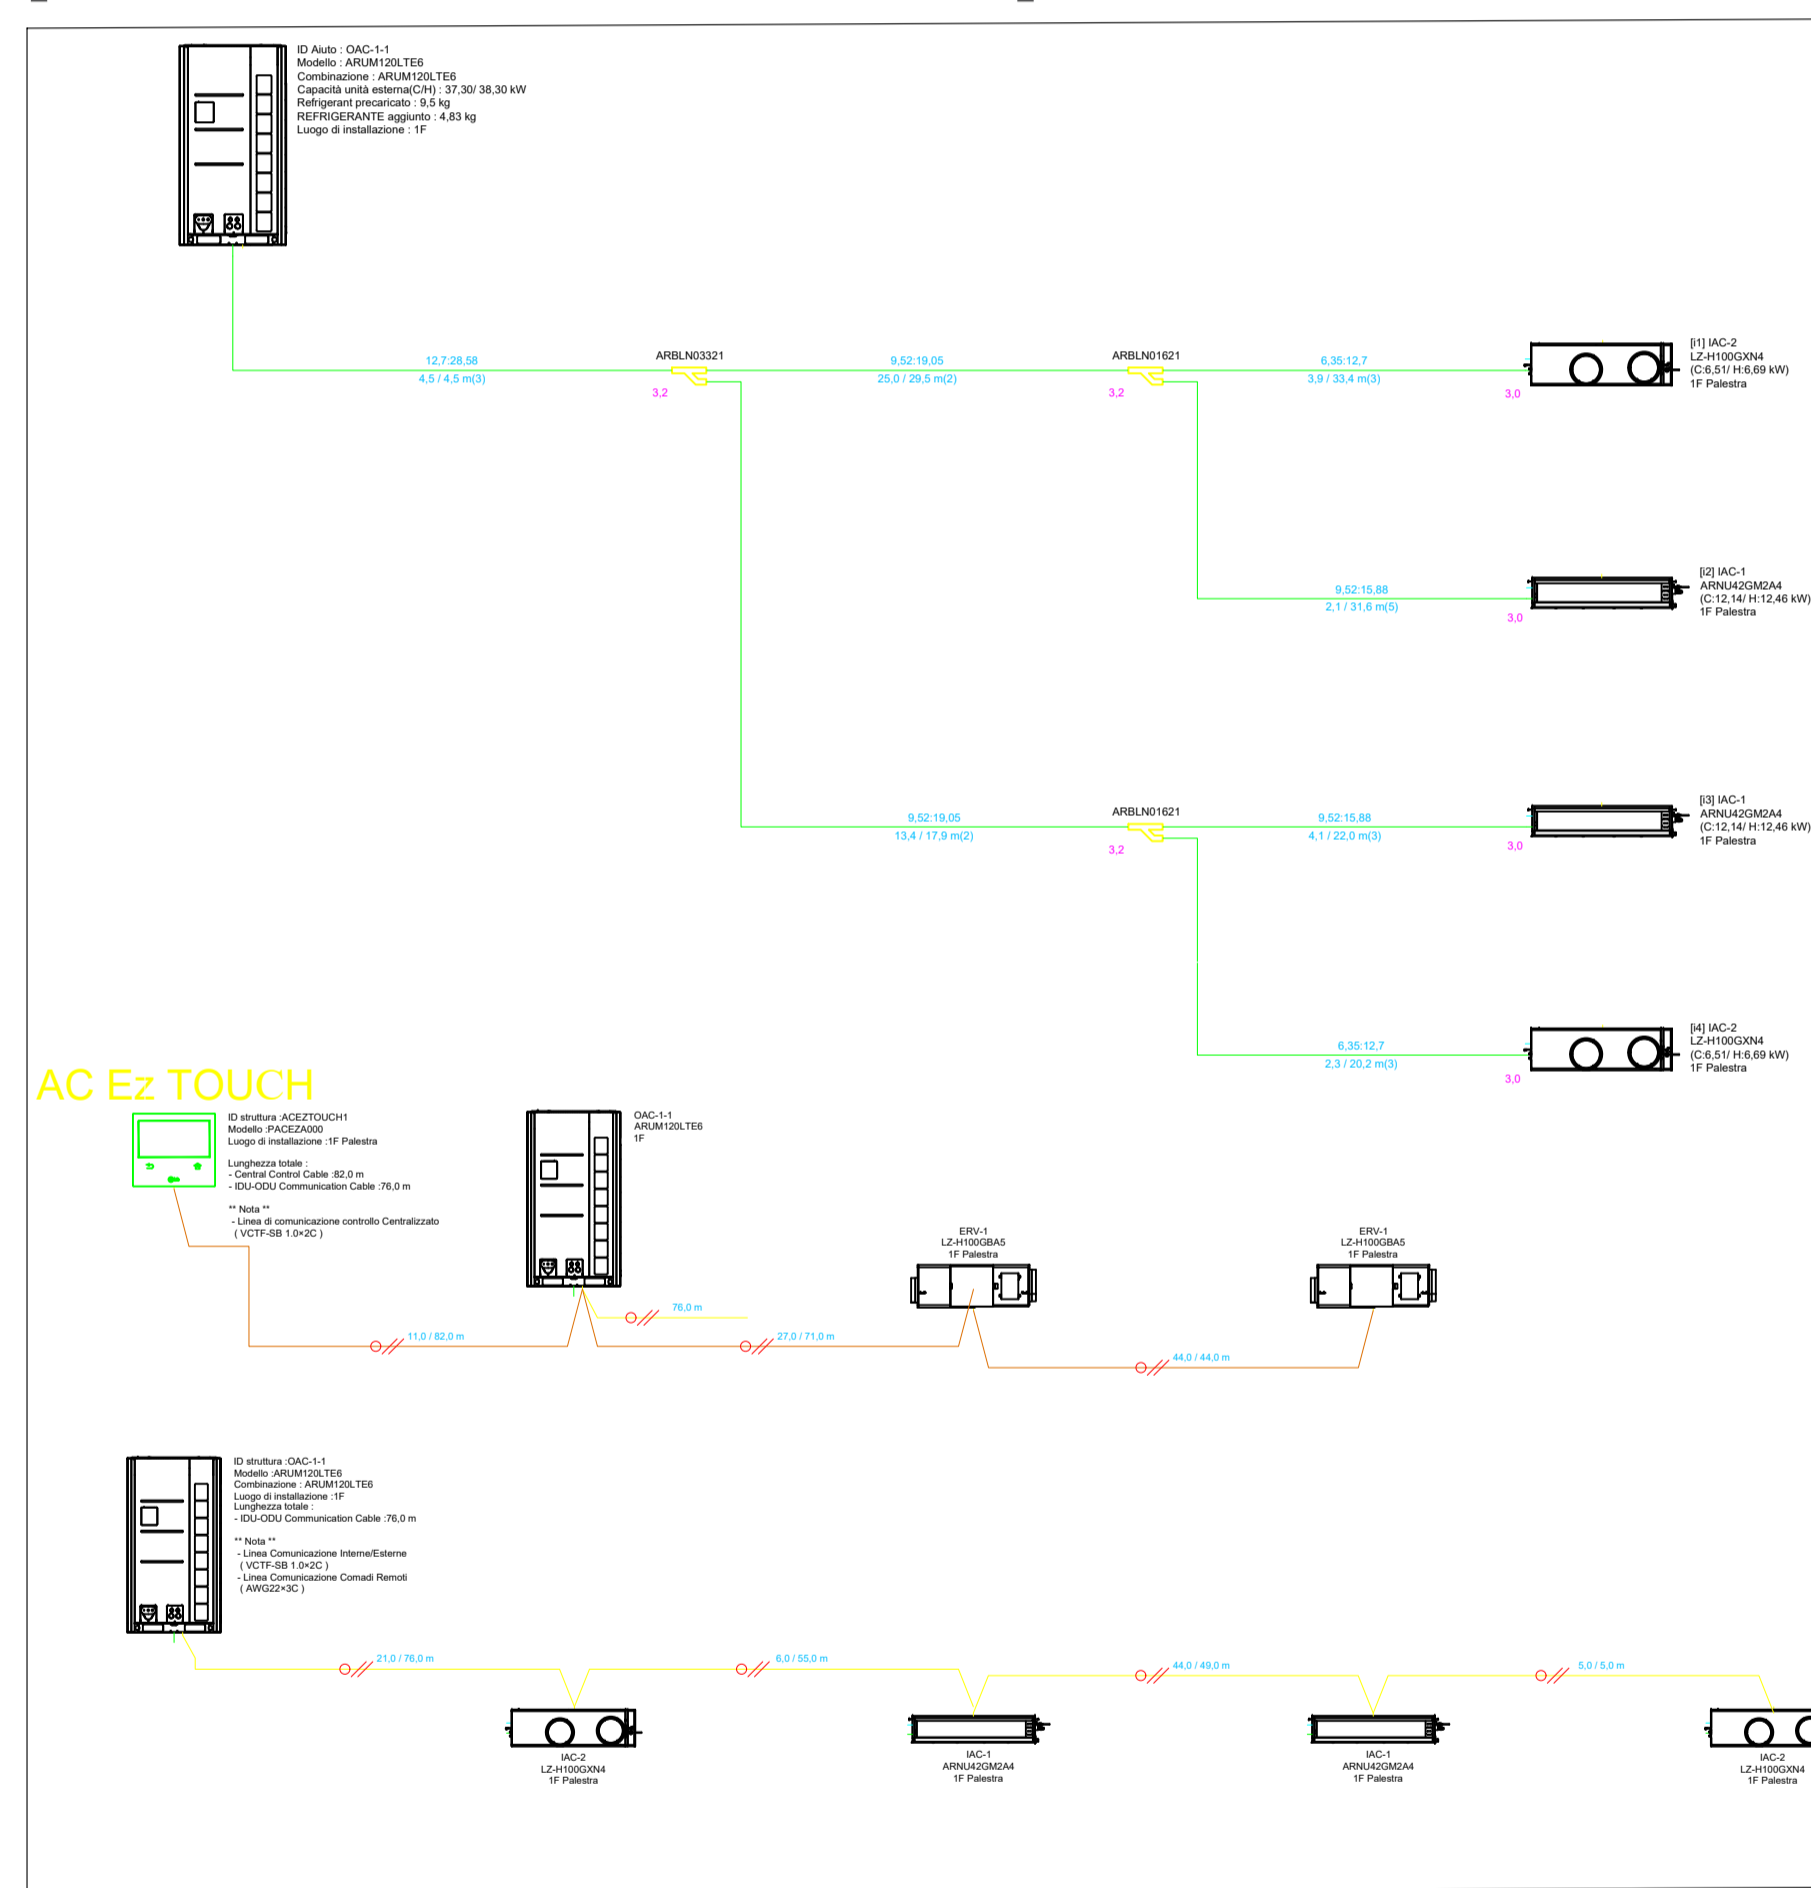 ID Aiuto : OAC-1-1
Modello : ARUM120LTE6
Combinazione : ARUM120LTE6
Capacità unità esterna(C/H) : 37,30/ 38,30 kW
Refrigerant precaricato : 9,5 kg
REFRIGERANTE aggiunto : 4,83 kg
Luogo di installazione : 1F
12,7:28,58
4,5 / 4,5 m(3)
ARBLN03321
3,2
9,52:19,05
25,0 / 29,5 m(2)
ARBLN01621
3,2
6,35:12,7
3,9 / 33,4 m(3)
3,0
[i1] IAC-2
LZ-H100GXN4
(C:6,51/ H:6,69 kW)
1F Palestra
9,52:15,88
2,1 / 31,6 m(5)
3,0
[i2] IAC-1
ARNU42GM2A4
(C:12,14/ H:12,46 kW)
1F Palestra
9,52:19,05
13,4 / 17,9 m(2)
ARBLN01621
3,2
9,52:15,88
4,1 / 22,0 m(3)
3,0
[i3] IAC-1
ARNU42GM2A4
(C:12,14/ H:12,46 kW)
1F Palestra
6,35:12,7
2,3 / 20,2 m(3)
3,0
[i4] IAC-2
LZ-H100GXN4
(C:6,51/ H:6,69 kW)
1F Palestra
AC Ez TOUCH
ID struttura :ACEZTOUCH1
Modello :PACEZA000
Luogo di installazione :1F Palestra
Lunghezza totale :
- Central Control Cable :82,0 m
- IDU-ODU Communication Cable :76,0 m
** Nota **
- Linea di comunicazione controllo Centralizzato
( VCTF-SB 1.0×2C )
OAC-1-1
ARUM120LTE6
1F
ERV-1
LZ-H100GBA5
1F Palestra
ERV-1
LZ-H100GBA5
1F Palestra
76,0 m
11,0 / 82,0 m
27,0 / 71,0 m
44,0 / 44,0 m
ID struttura :OAC-1-1
Modello :ARUM120LTE6
Combinazione : ARUM120LTE6
Luogo di installazione :1F
Lunghezza totale :
- IDU-ODU Communication Cable :76,0 m
** Nota **
- Linea Comunicazione Interne/Esterne
( VCTF-SB 1.0×2C )
- Linea Comunicazione Comadi Remoti
( AWG22×3C )
21,0 / 76,0 m
6,0 / 55,0 m
44,0 / 49,0 m
5,0 / 5,0 m
IAC-2
LZ-H100GXN4
1F Palestra
IAC-1
ARNU42GM2A4
1F Palestra
IAC-1
ARNU42GM2A4
1F Palestra
IAC-2
LZ-H100GXN4
1F Palestra